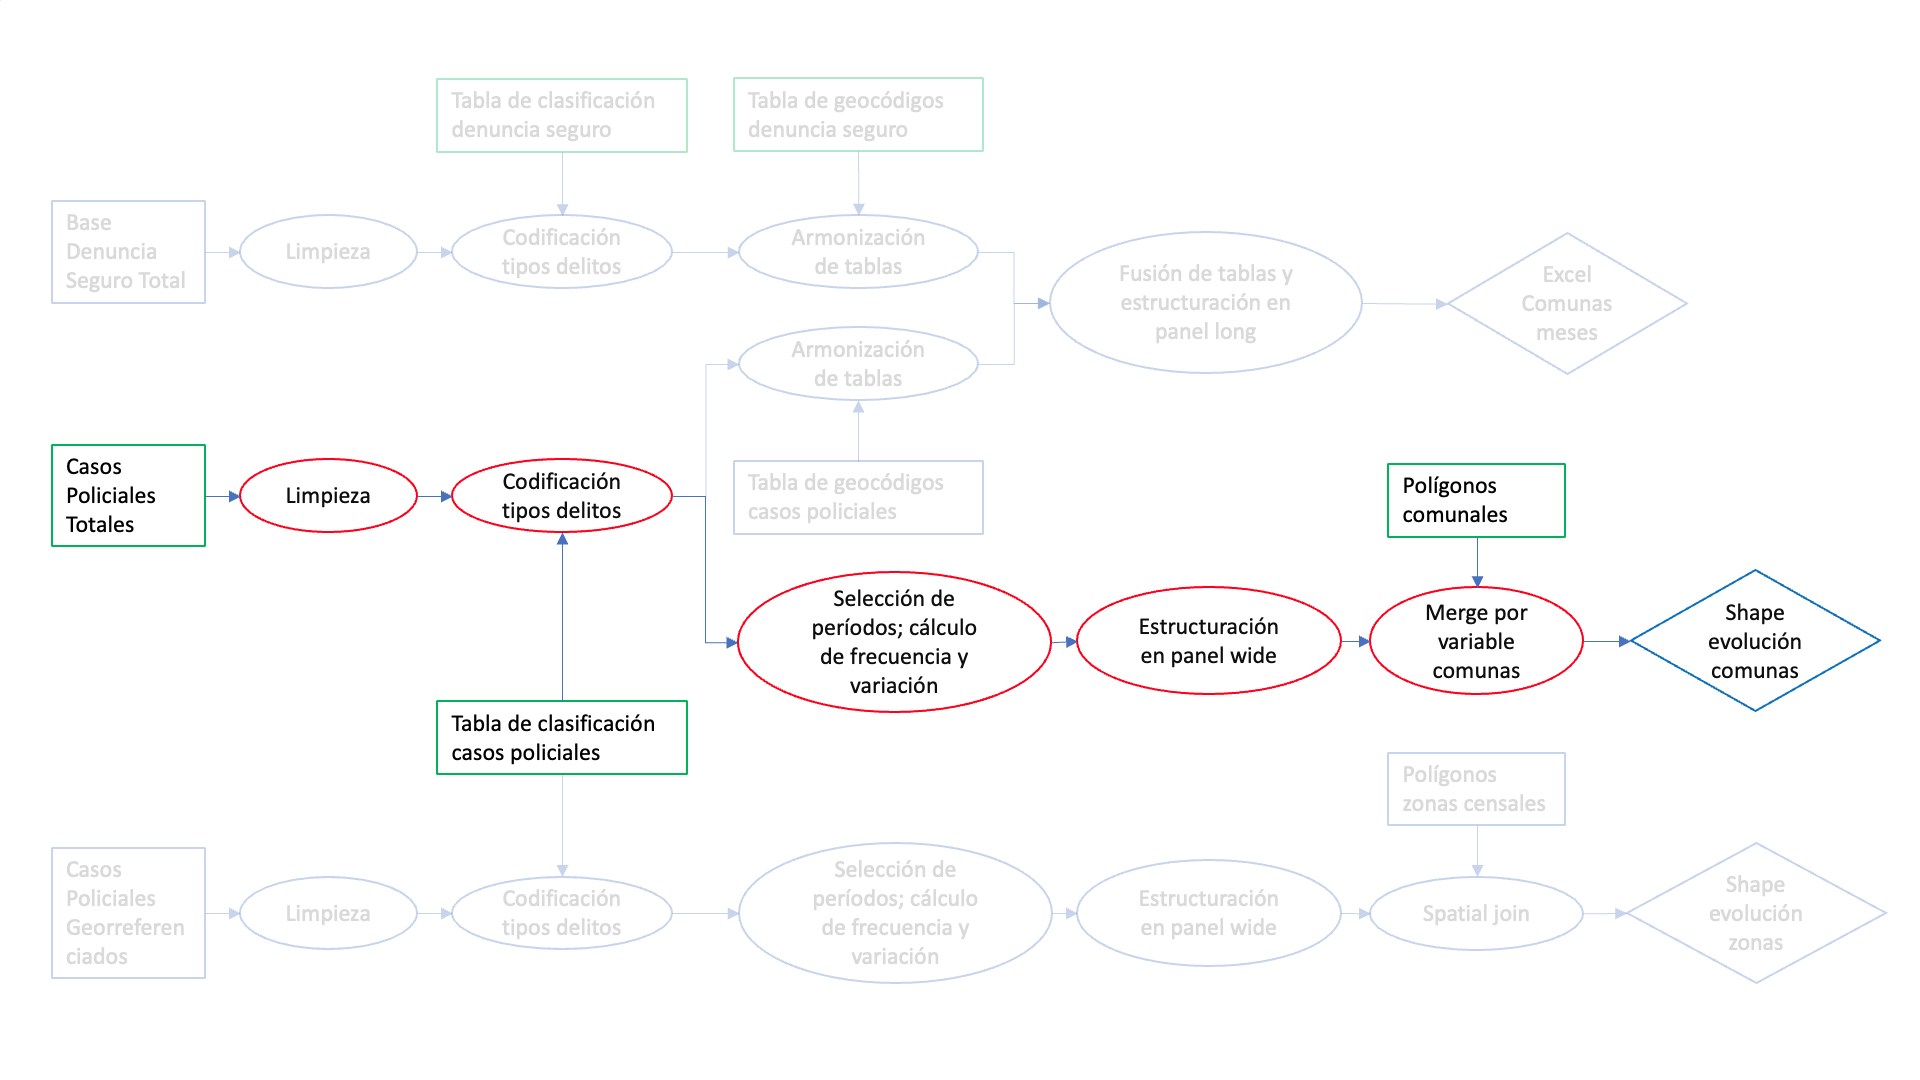 Tabla de clasificación
denuncia seguro
Tabla de geocódigos
denuncia seguro
Base
Denuncia
Seguro Total
Limpieza
Codificación
tipos delitos
Armonización
de tablas
Fusión de tablas y
estructuración en
panel long
Excel
Comunas
meses
Armonización
de tablas
Tabla de geocódigos
casos policiales
Casos
Policiales
Totales
Limpieza
Codificación
tipos delitos
Polígonos
comunales
Selección de
períodos; cálculo
de frecuencia y
variación
Estructuración
en panel wide
Merge por
variable
comunas
Shape
evolución
comunas
Tabla de clasificación
casos policiales
Polígonos
zonas censales
Casos
Policiales
Georreferen
ciados
Limpieza
Codificación
tipos delitos
Selección de
períodos; cálculo
de frecuencia y
variación
Estructuración
en panel wide
Spatial join
Shape
evolución
zonas